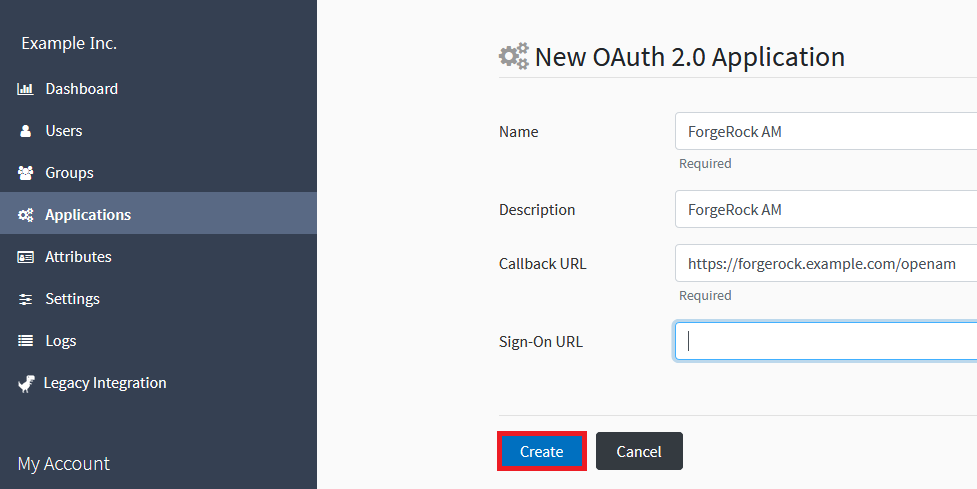 Example Inc.
Dashboard
Users
Groups
Applications
Attributes
Settings
Logs
Legacy Integration
My Account
New OAuth 2.0 Application
Name
ForgeRock AM
Required
Description
ForgeRock AM
Callback URL
https://forgerock.example.com/openam
Required
Sign-On URL
Create
Cancel